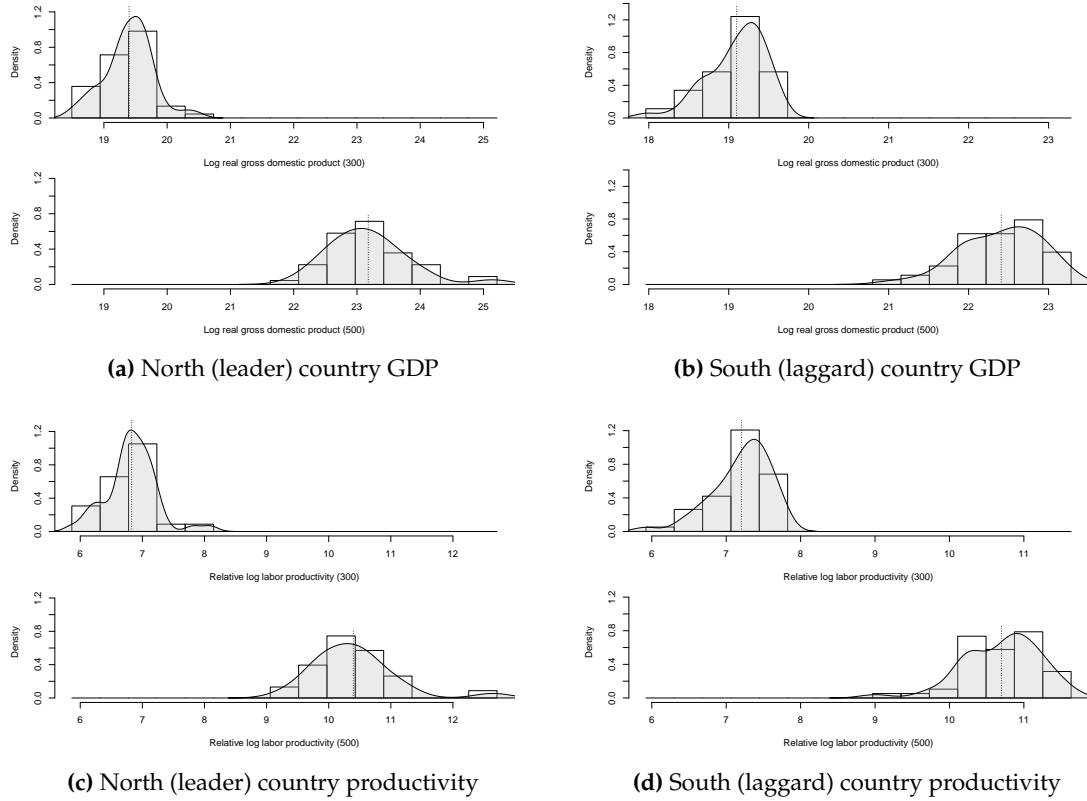 Density
0.0 0.4 0.8 1.2
19 20 21 22 23 24 25
Log real gross domestic product (300)
Density
0.0 0.4 0.8 1.2
19 20 21 22 23 24 25
Log real gross domestic product (500)
(a) North (leader) country GDP
Density
0.0 0.4 0.8 1.2
18 19 20 21 22 23
Log real gross domestic product (300)
Density
0.0 0.4 0.8 1.2
18 19 20 21 22 23
Log real gross domestic product (500)
(b) South (laggard) country GDP
Density
0.0 0.4 0.8 1.2
6 7 8 9 10 11 12
Relative log labor productivity (300)
Density
0.0 0.4 0.8 1.2
6 7 8 9 10 11 12
Relative log labor productivity (500)
(c) North (leader) country productivity
Density
0.0 0.4 0.8 1.2
6 7 8 9 10 11
Relative log labor productivity (300)
Density
0.0 0.4 0.8 1.2
6 7 8 9 10 11
Relative log labor productivity (500)
(d) South (laggard) country productivity